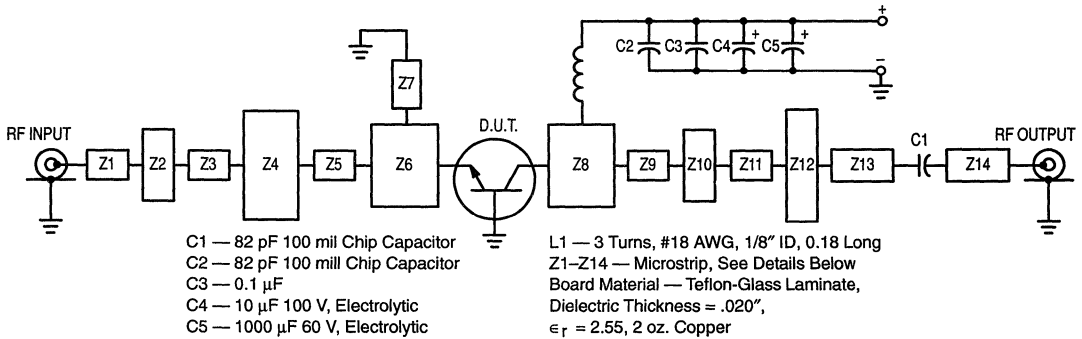 +
C2
C3
C4
+
C5
+
−
Z7
RF INPUT
D.U.T.
RF OUTPUT
C1
Z1
Z2
Z3
Z4
Z5
Z6
Z8
Z9
Z10
Z11
Z12
Z13
Z14
C1 — 82 pF 100 mil Chip Capacitor
C2 — 82 pF 100 mill Chip Capacitor
C3 — 0.1 μF
C4 — 10 μF 100 V, Electrolytic
C5 — 1000 μF 60 V, Electrolytic
L1 — 3 Turns, #18 AWG, 1/8″ ID, 0.18 Long
Z1–Z14 — Microstrip, See Details Below
Board Material — Teflon-Glass Laminate,
Dielectric Thickness = .020″,
ϵr = 2.55, 2 oz. Copper